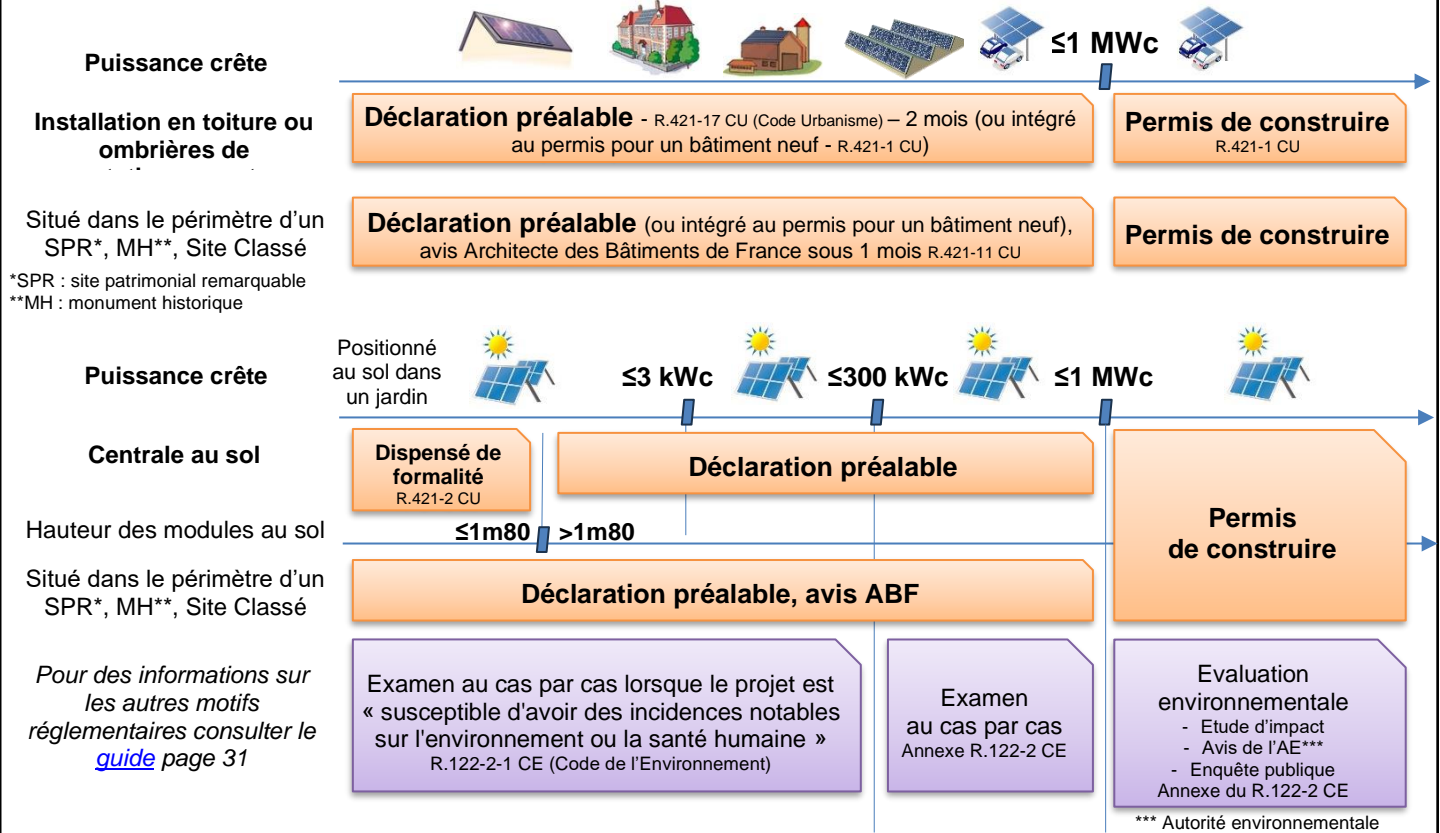 Puissance crête
≤1 MWc
Installation en toiture ou
ombrières de
Déclaration préalable - R.421-17 CU (Code Urbanisme) – 2 mois (ou intégré
au permis pour un bâtiment neuf - R.421-1 CU)
Permis de construire
R.421-1 CU
Situé dans le périmètre d’un
SPR*, MH**, Site Classé
*SPR : site patrimonial remarquable
**MH : monument historique
Déclaration préalable (ou intégré au permis pour un bâtiment neuf),
avis Architecte des Bâtiments de France sous 1 mois R.421-11 CU
Permis de construire
Puissance crête
Positionné
au sol dans
un jardin
≤3 kWc
≤300 kWc
≤1 MWc
Centrale au sol
Dispensé de
formalité
R.421-2 CU
Déclaration préalable
Permis
de construire
Hauteur des modules au sol
≤1m80
>1m80
Situé dans le périmètre d’un
SPR*, MH**, Site Classé
Déclaration préalable, avis ABF
Pour des informations sur
les autres motifs
réglementaires consulter le
guide page 31
Examen au cas par cas lorsque le projet est
« susceptible d'avoir des incidences notables
sur l'environnement ou la santé humaine »
R.122-2-1 CE (Code de l’Environnement)
Examen
au cas par cas
Annexe R.122-2 CE
Evaluation
environnementale
- Etude d’impact
- Avis de l’AE***
- Enquête publique
Annexe du R.122-2 CE
*** Autorité environnementale